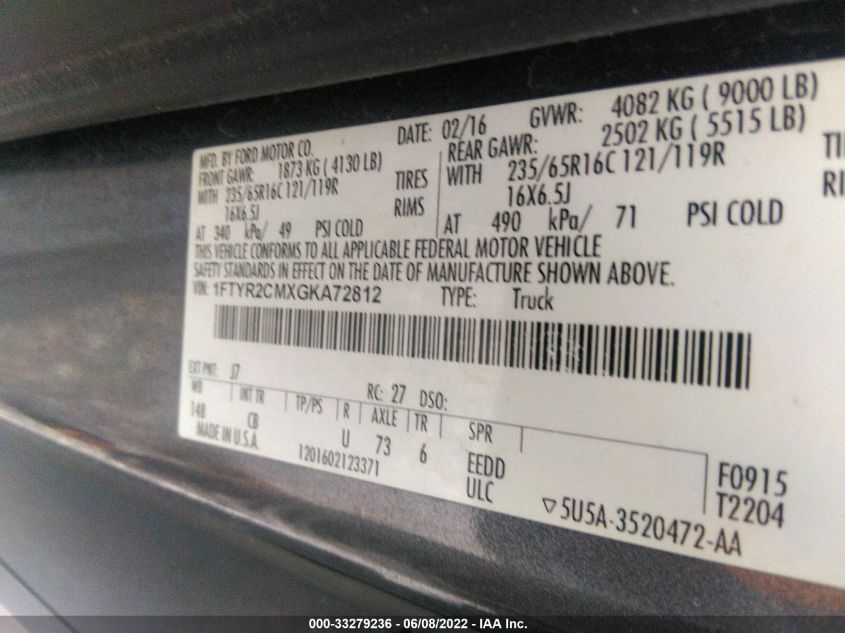 MFD. BY FORD MOTOR CO. DATE: 02/16 GVWR: 4082 KG ( 9000 LB)
FRONT GAWR: 1873 KG ( 4130 LB) REAR GAWR: 2502 KG ( 5515 LB)
WITH 235/65R16C 121/119R TIRES WITH 235/65R16C 121/119R TI
16X6.5J RIMS 16X6.5J RI
AT 340 kPa/ 49 PSI COLD AT 490 kPa/ 71 PSI COLD
THIS VEHICLE CONFORMS TO ALL APPLICABLE FEDERAL MOTOR VEHICLE
SAFETY STANDARDS IN EFFECT ON THE DATE OF MANUFACTURE SHOWN ABOVE.
VIN: 1FTYR2CMXGKA72812 TYPE: Truck
EXT PNT: J7 RC: 27 DSO:
WB INT TR TP/PS R AXLE TR SPR
148 CB U 73 6 EEDD F0915
MADE IN U.S.A. 1201602123371 ULC T2204
▽ 5U5A-3520472-AA
000-33279236 - 06/08/2022 - IAA Inc.